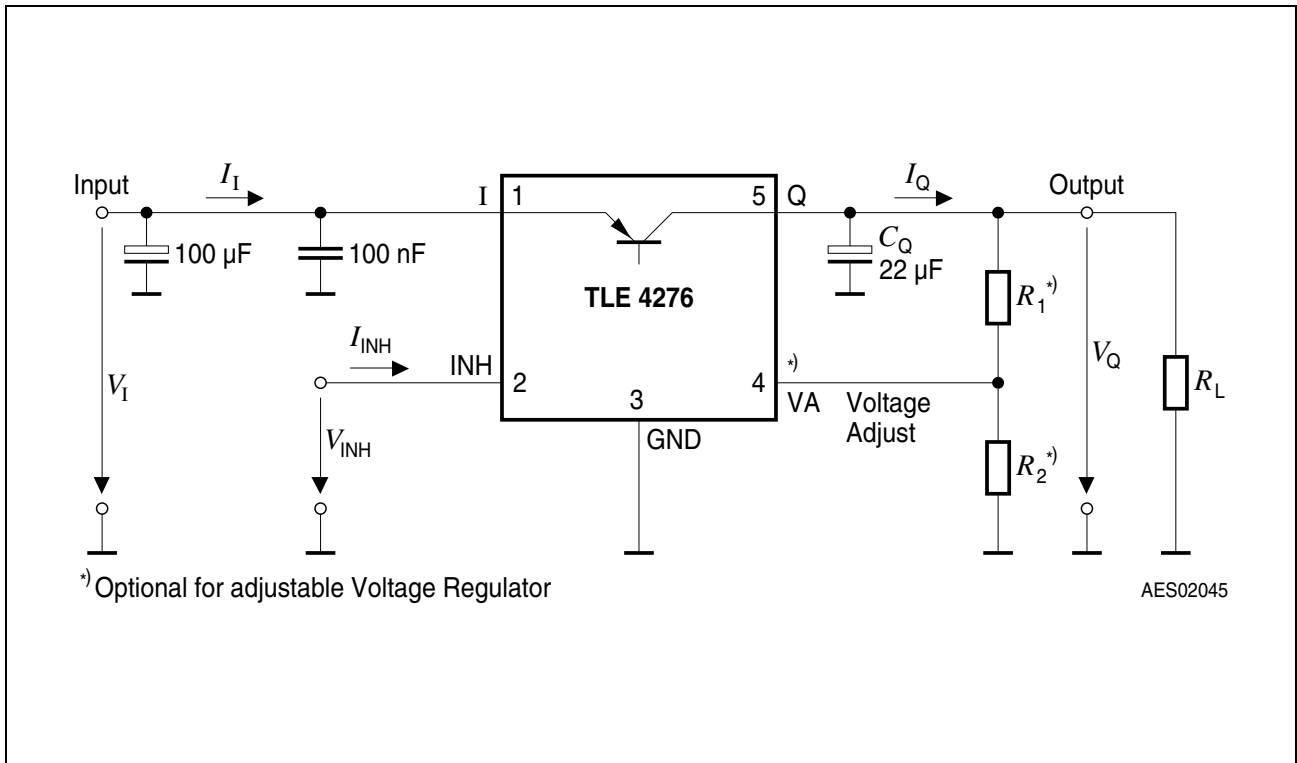 Input
I_I
I
1
5
Q
I_Q
Output
100 µF
100 nF
C_Q
22 µF
TLE 4276
R_1*)
I_INH
INH
2
3
4
*)
VA
Voltage
Adjust
GND
V_I
V_INH
V_Q
R_L
R_2*)
*) Optional for adjustable Voltage Regulator
AES02045